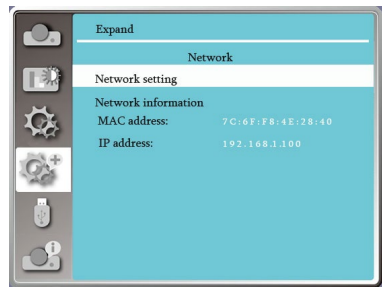 Expand
Network
Network setting
Network information
MAC address: 7C:6F:F8:4E:28:40
IP address: 192.168.1.100